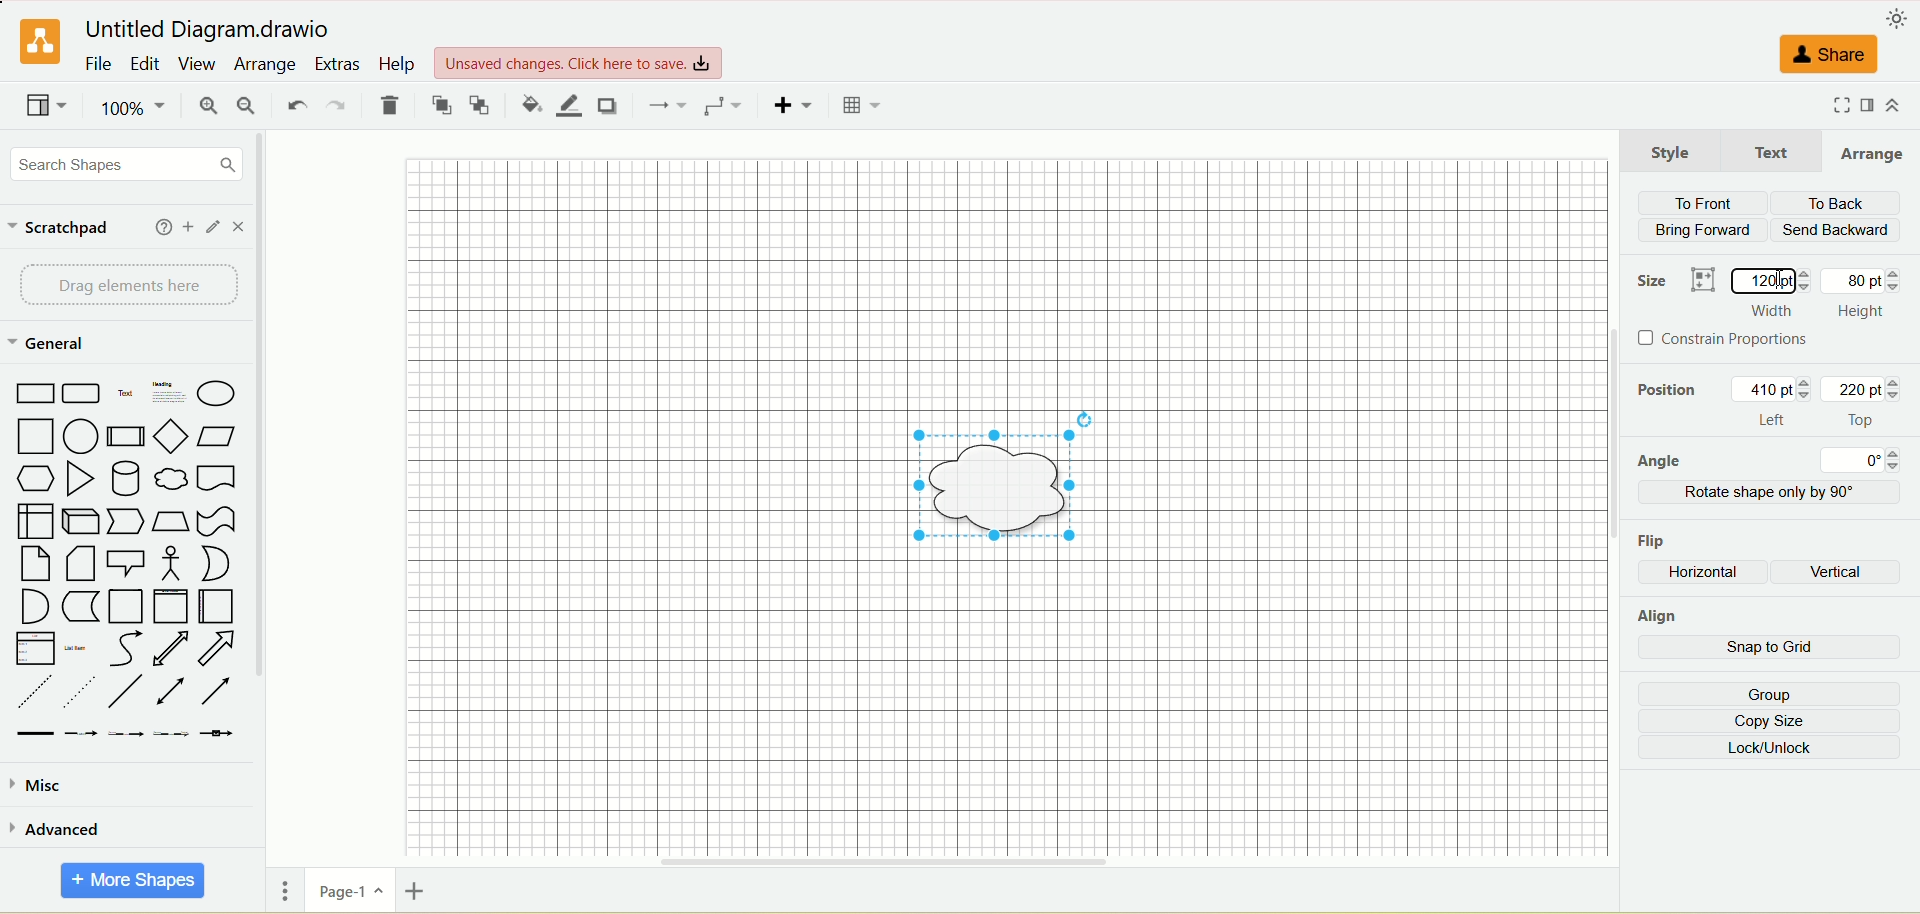 Untitled Diagram.drawio
File Edit View Arrange Extras Help Unsaved changes. Click here to save.
Share
100%
Search Shapes
Scratchpad
Drag elements here
General
Text
Heading
List Item
Misc
Advanced
+ More Shapes
Page-1
Style Text Arrange
To Front To Back
Bring Forward Send Backward
Size 120 pt 80 pt
Width Height
Constrain Proportions
Position 410 pt 220 pt
Left Top
Angle 0°
Rotate shape only by 90°
Flip
Horizontal Vertical
Align
Snap to Grid
Group
Copy Size
Lock/Unlock